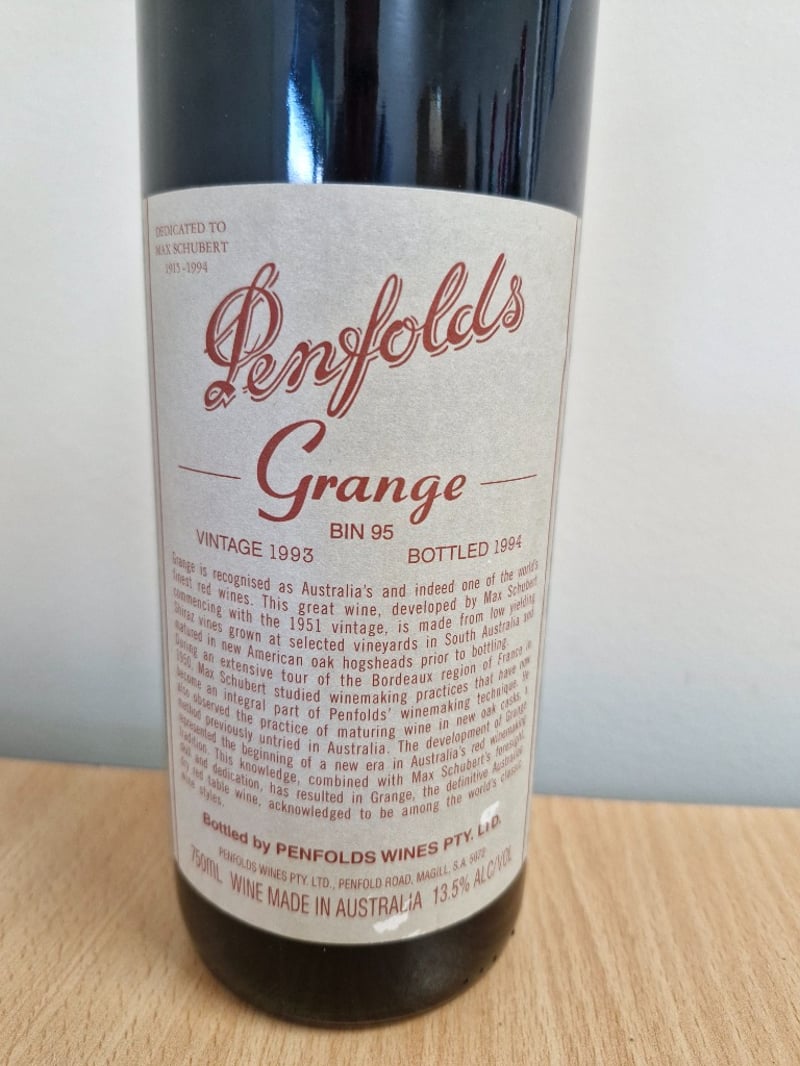 DEDICATED TO
MAX SCHUBERT
1915-1994
Penfolds
Grange
BIN 95
VINTAGE 1993 BOTTLED 1994
Grange is recognised as Australia's and indeed one of the world's
finest red wines. This great wine, developed by Max Schubert
commencing with the 1951 vintage, is made from low yielding
Shiraz vines grown at selected vineyards in South Australia and
matured in new American oak hogsheads prior to bottling.
During an extensive tour of the Bordeaux region of France in
1950, Max Schubert studied winemaking practices that have now
become an integral part of Penfolds' winemaking technique. He
also observed the practice of maturing wine in new oak casks, a
method previously untried in Australia. The development of Grange
represented the beginning of a new era in Australia's red winemaking
tradition. This knowledge, combined with Max Schubert's foresight,
skill and dedication, has resulted in Grange, the definitive Australian
dry red table wine, acknowledged to be among the world's classic
wine styles.
Bottled by PENFOLDS WINES PTY. LTD.
PENFOLDS WINES PTY. LTD., PENFOLD ROAD, MAGILL, S.A. 5072
750mL WINE MADE IN AUSTRALIA 13.5% ALC/VOL